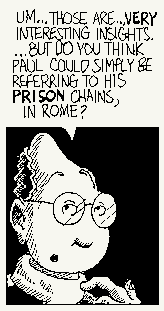 UM... THOSE ARE... VERY
INTERESTING INSIGHTS.
...BUT DO YOU THINK
PAUL COULD SIMPLY BE
REFERRING TO HIS
PRISON CHAINS,
IN ROME?